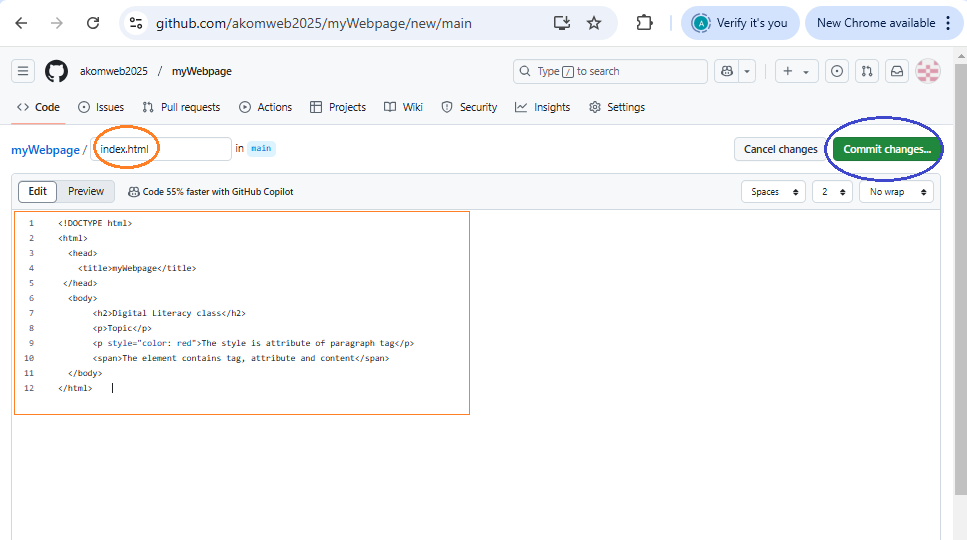 github.com/akomweb2025/myWebpage/new/main
A Verify it's you
New Chrome available
akomweb2025 / myWebpage
Type / to search
Code Issues Pull requests Actions Projects Wiki Security Insights Settings
myWebpage / index.html in main
Cancel changes Commit changes...
Edit Preview Code 55% faster with GitHub Copilot Spaces 2 No wrap
1 <!DOCTYPE html>
2 <html>
3 <head>
4 <title>myWebpage</title>
5 </head>
6 <body>
7 <h2>Digital Literacy class</h2>
8 <p>Topic</p>
9 <p style="color: red">The style is attribute of paragraph tag</p>
10 <span>The element contains tag, attribute and content</span>
11 </body>
12 </html>